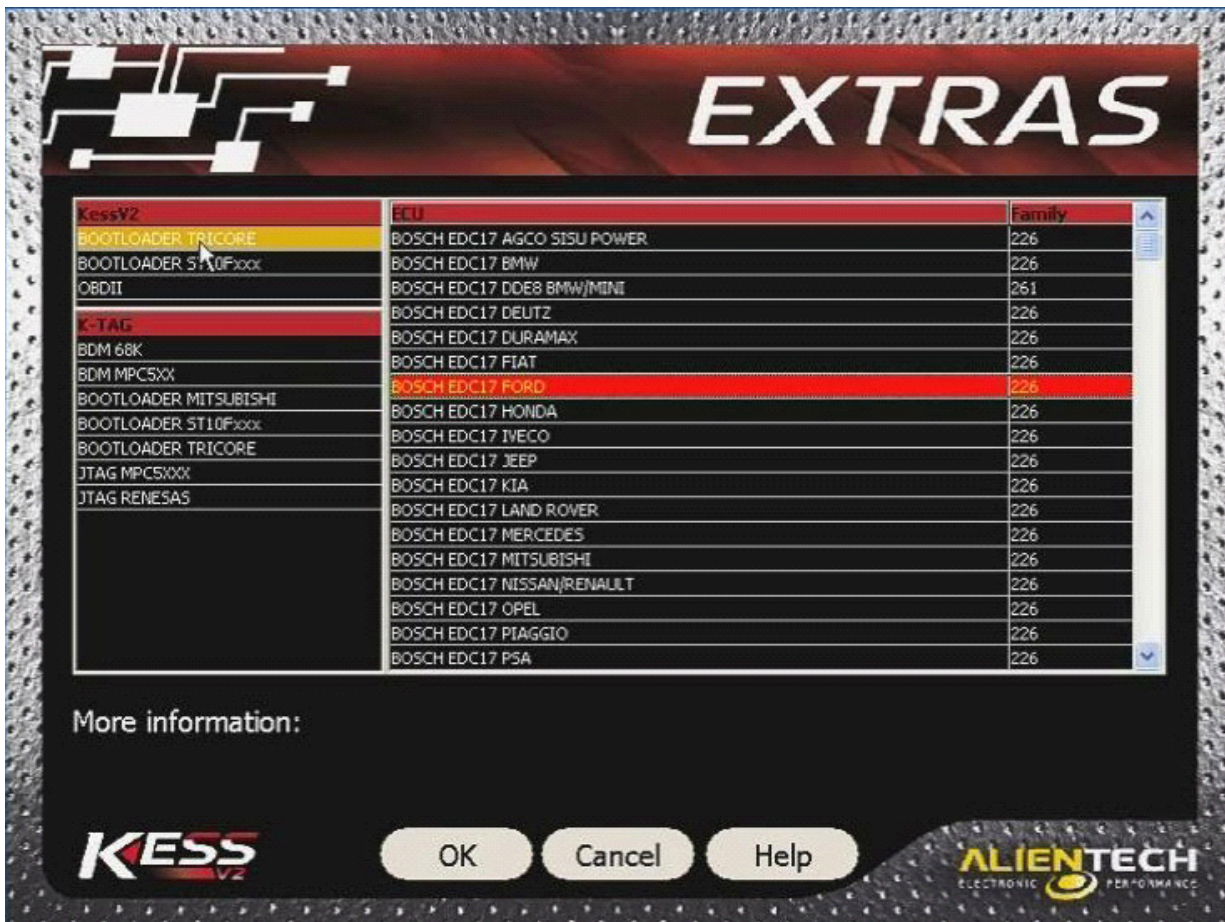 EXTRAS
KessV2
BOOTLOADER TRICORE
BOOTLOADER ST10Fxxx
OBDII
K-TAG
BDM 68K
BDM MPC5XX
BOOTLOADER MITSUBISHI
BOOTLOADER ST10Fxxx
BOOTLOADER TRICORE
JTAG MPC5XXX
JTAG RENESAS
ECU Family
BOSCH EDC17 AGCO SISU POWER 226
BOSCH EDC17 BMW 226
BOSCH EDC17 DDE8 BMW/MINI 261
BOSCH EDC17 DEUTZ 226
BOSCH EDC17 DURAMAX 226
BOSCH EDC17 FIAT 226
BOSCH EDC17 FORD 226
BOSCH EDC17 HONDA 226
BOSCH EDC17 IVECO 226
BOSCH EDC17 JEEP 226
BOSCH EDC17 KIA 226
BOSCH EDC17 LAND ROVER 226
BOSCH EDC17 MERCEDES 226
BOSCH EDC17 MITSUBISHI 226
BOSCH EDC17 NISSAN/RENAULT 226
BOSCH EDC17 OPEL 226
BOSCH EDC17 PIAGGIO 226
BOSCH EDC17 PSA 226
More information:
KESS V2
OK
Cancel
Help
ALIENTECH
ELECTRONIC PERFORMANCE